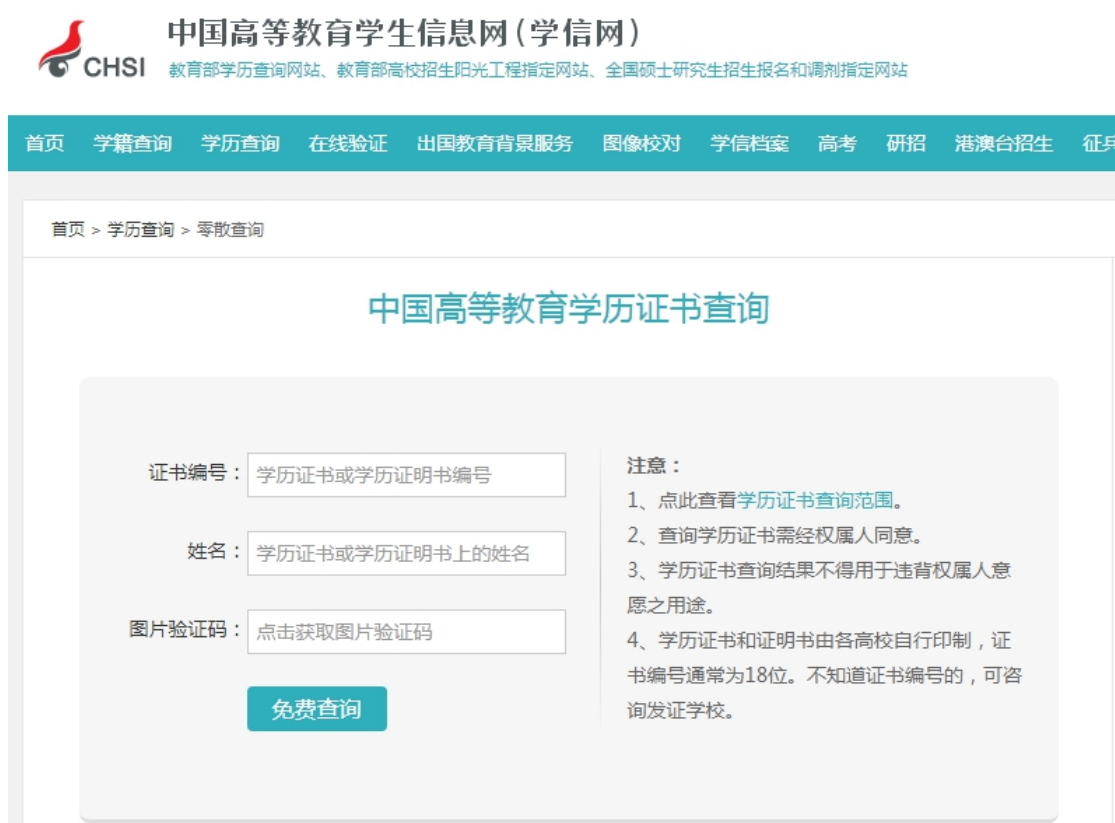 中国高等教育学生信息网(学信网)
CHSI
教育部学历查询网站、教育部高校招生阳光工程指定网站、全国硕士研究生招生报名和调剂指定网站
首页 学籍查询 学历查询 在线验证 出国教育背景服务 图像校对 学信档案 高考 研招 港澳台招生 征兵
首页 > 学历查询 > 零散查询
中国高等教育学历证书查询
证书编号：学历证书或学历证明书编号
姓名：学历证书或学历证明书上的姓名
图片验证码：点击获取图片验证码
免费查询
注意：
1、点此查看学历证书查询范围。
2、查询学历证书需经权属人同意。
3、学历证书查询结果不得用于违背权属人意
愿之用途。
4、学历证书和证明书由各高校自行印制，证
书编号通常为18位。不知道证书编号的，可咨
询发证学校。